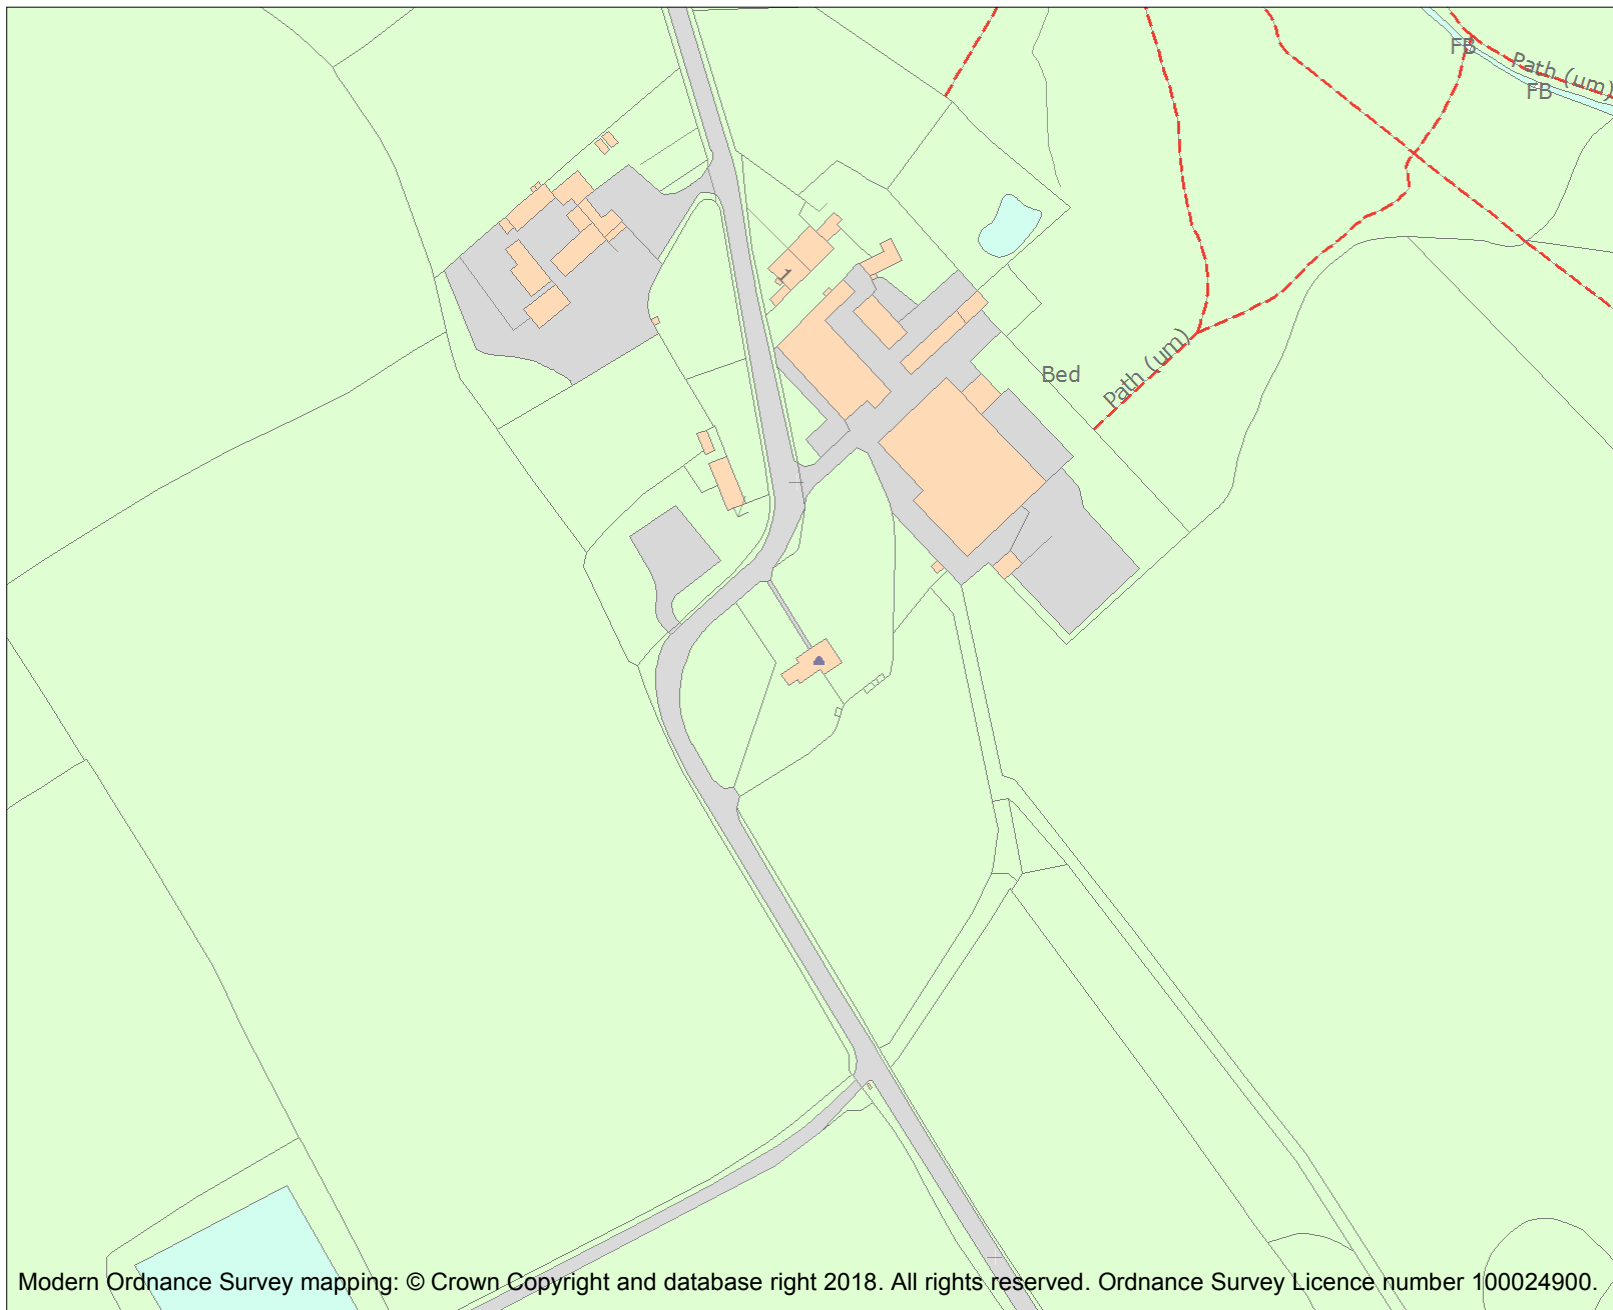 FB
Path (um)
FB
1
Bed
Path (um)
Modern Ordnance Survey mapping: © Crown Copyright and database right 2018. All rights reserved. Ordnance Survey Licence number 100024900.